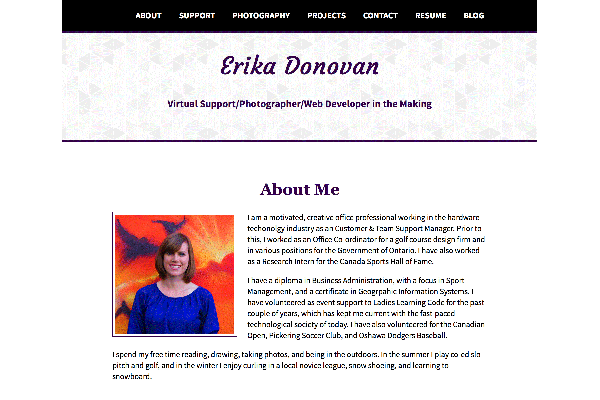 ABOUT SUPPORT PHOTOGRAPHY PROJECTS CONTACT RESUME BLOG
Erika Donovan
Virtual Support/Photographer/Web Developer in the Making
About Me
I am a motivated, creative office professional working in the hardware
techonolgy industry as an Customer & Team Support Manager. Prior to
this, I worked as an Office Co-ordinator for a golf course design firm and
in various positions for the Government of Ontario. I have also worked
as a Research Intern for the Canada Sports Hall of Fame.
I have a diploma in Business Administration, with a focus in Sport
Management, and a certificate in Geogrpahic Information Systems. I
have volunteered as event support to Ladies Learning Code for the past
couple of years, which has kept me current with the fast paced
technological society of today. I have also volunteered for the Canadian
Open, Pickering Soccer Club, and Oshawa Dodgers Baseball.
I spend my free time reading, drawing, taking photos, and being in the outdoors. In the summer I play co-ed slo
pitch and golf, and in the winter I enjoy curling in a local novice league, snow shoeing, and learning to
snowboard.